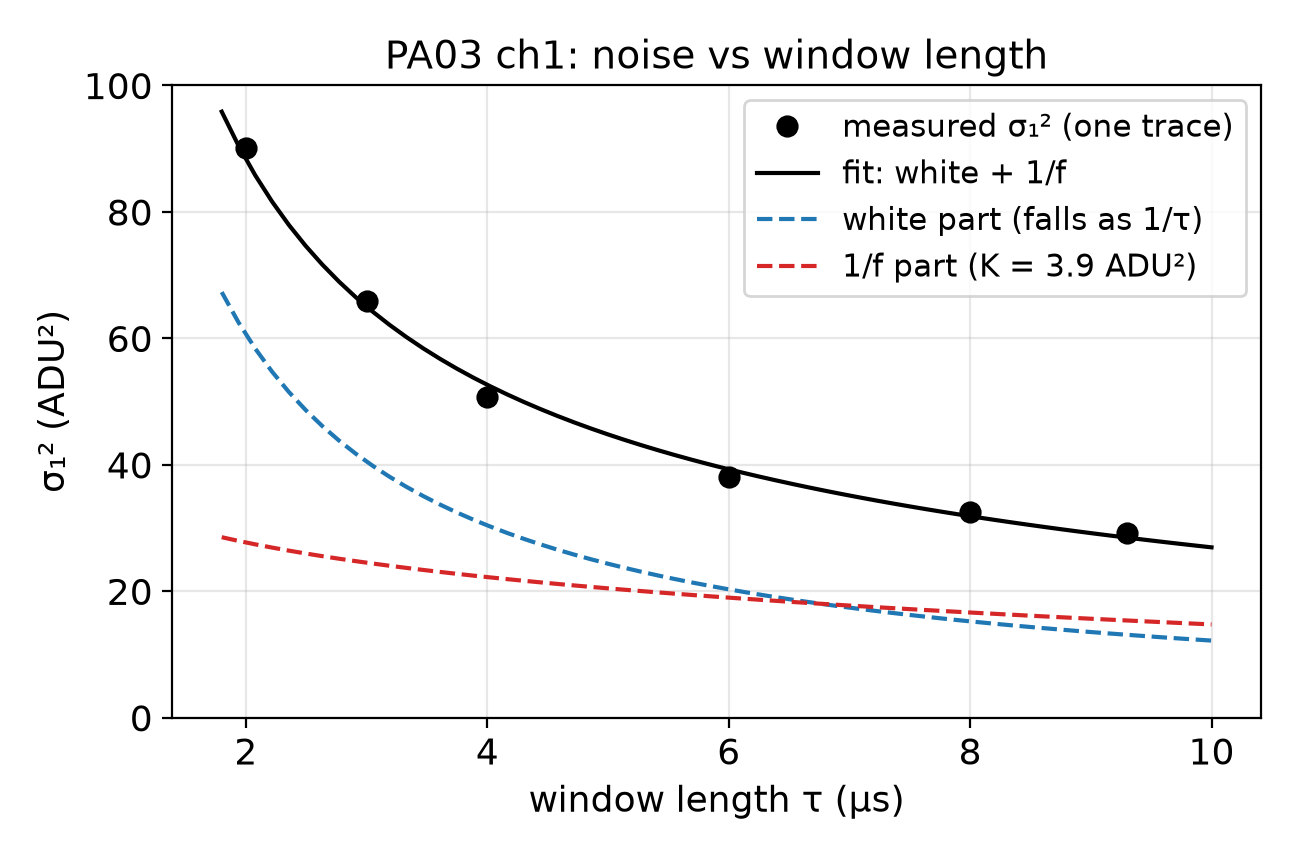 PA03 ch1: noise vs window length
100
80
60
40
20
0
σ₁² (ADU²)
measured σ₁² (one trace)
fit: white + 1/f
white part (falls as 1/τ)
1/f part (K = 3.9 ADU²)
2 4 6 8 10
window length τ (µs)